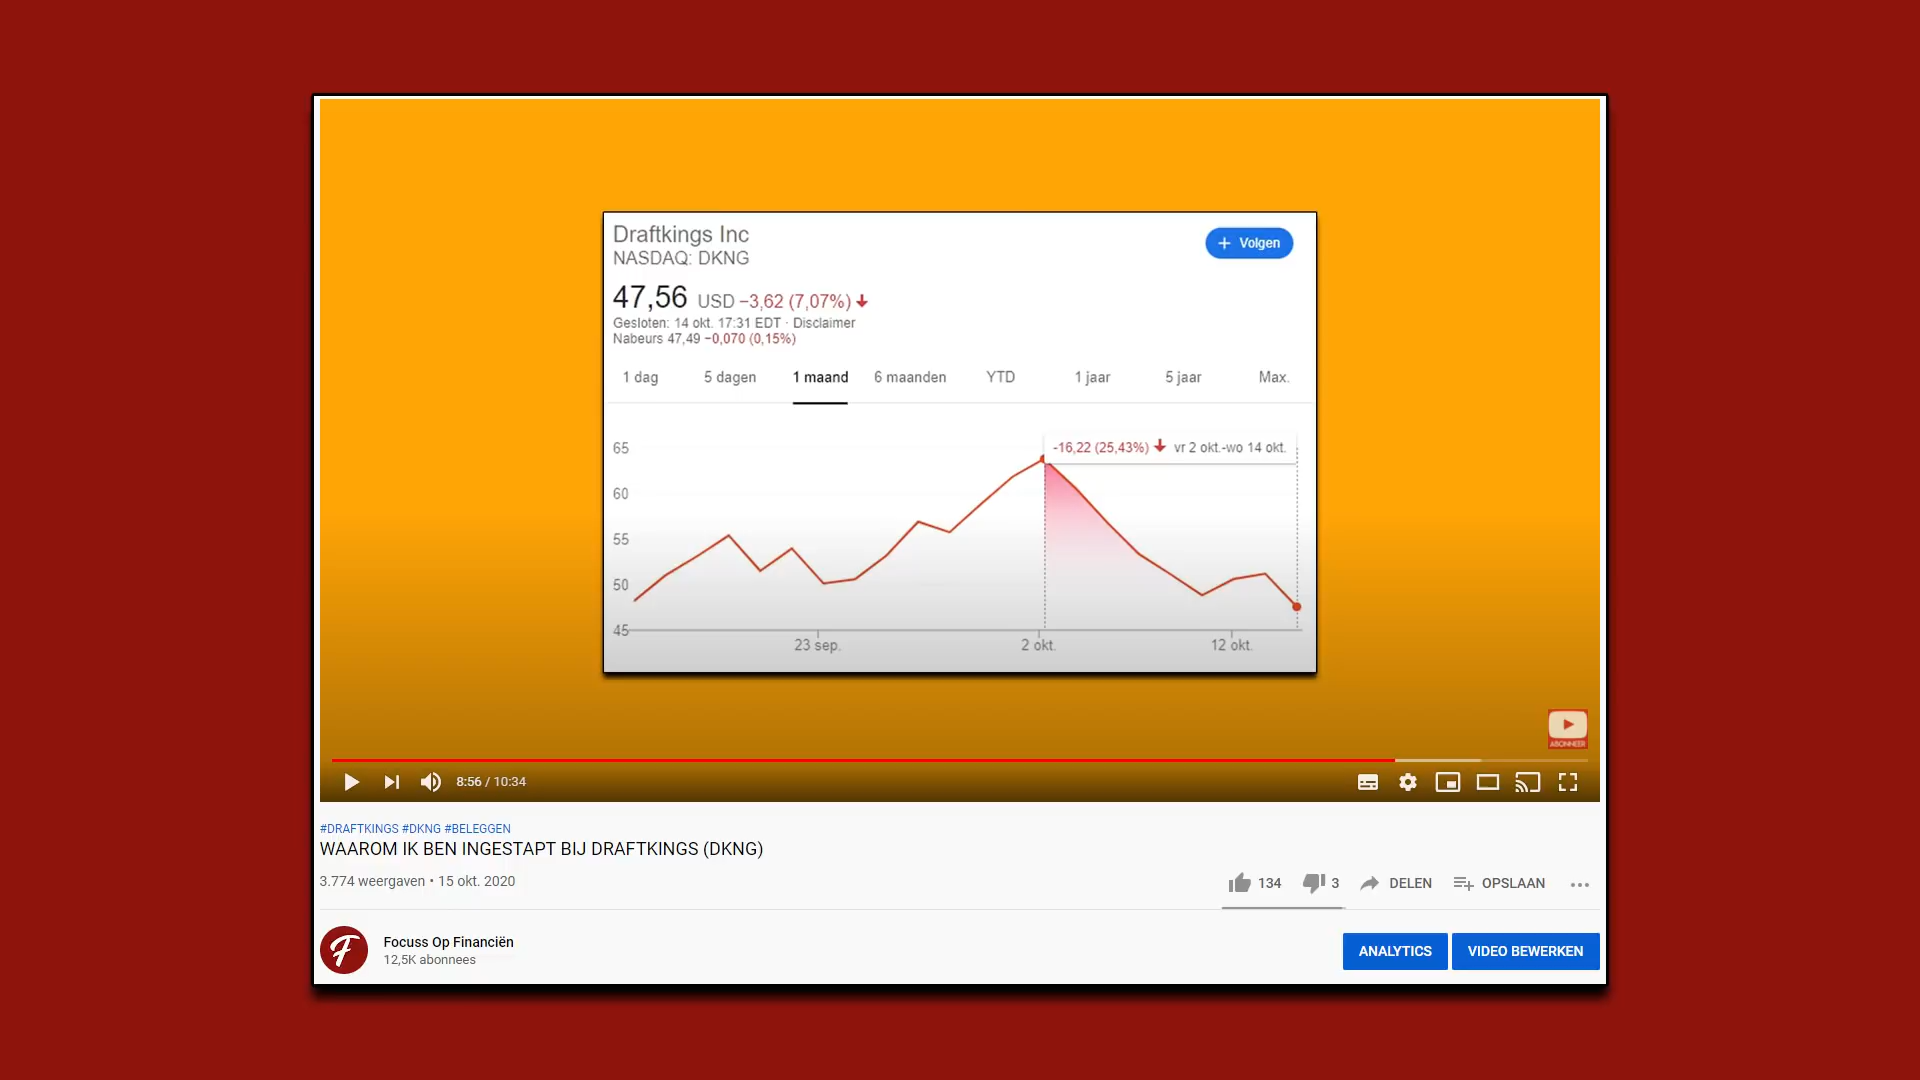 Draftkings Inc
NASDAQ: DKNG
+ Volgen
47,56 USD −3,62 (7,07%)
Gesloten: 14 okt. 17:31 EDT · Disclaimer
Nabeurs 47,49 −0,070 (0,15%)
1 dag 5 dagen 1 maand 6 maanden YTD 1 jaar 5 jaar Max.
-16,22 (25,43%) vr 2 okt.-wo 14 okt.
65
60
55
50
45
23 sep. 2 okt. 12 okt.
ABONNEER
8:56 / 10:34
#DRAFTKINGS #DKNG #BELEGGEN
WAAROM IK BEN INGESTAPT BIJ DRAFTKINGS (DKNG)
3.774 weergaven • 15 okt. 2020
134 3 DELEN OPSLAAN
F
Focuss Op Financiën
12,5K abonnees
ANALYTICS VIDEO BEWERKEN